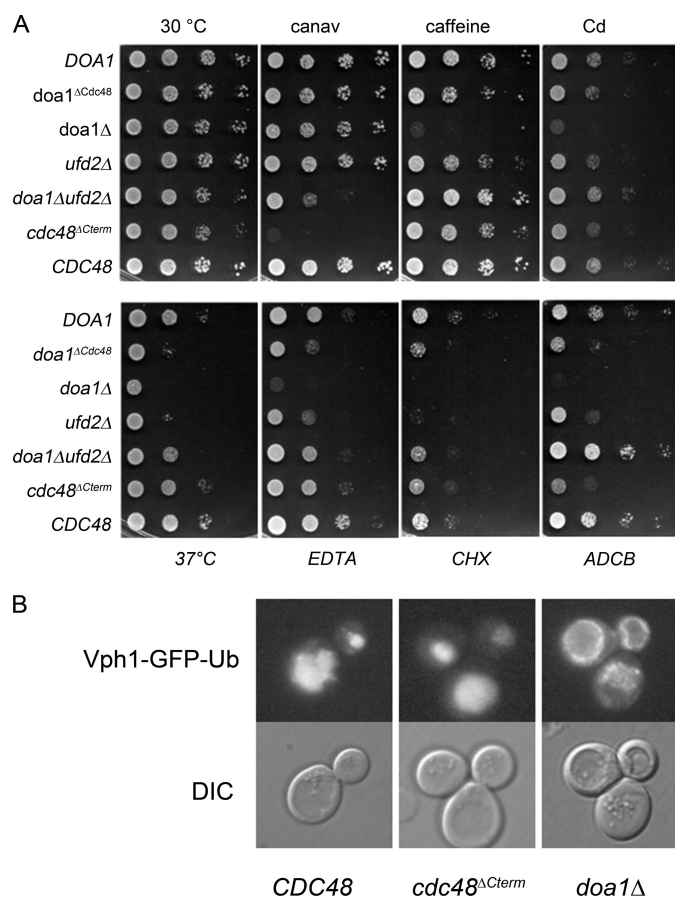 A
30 °C canav caffeine Cd
DOA1
doa1ΔCdc48
doa1Δ
ufd2Δ
doa1Δufd2Δ
cdc48ΔCterm
CDC48
DOA1
doa1ΔCdc48
doa1Δ
ufd2Δ
doa1Δufd2Δ
cdc48ΔCterm
CDC48
37°C EDTA CHX ADCB
B
Vph1-GFP-Ub
DIC
CDC48 cdc48ΔCterm doa1Δ